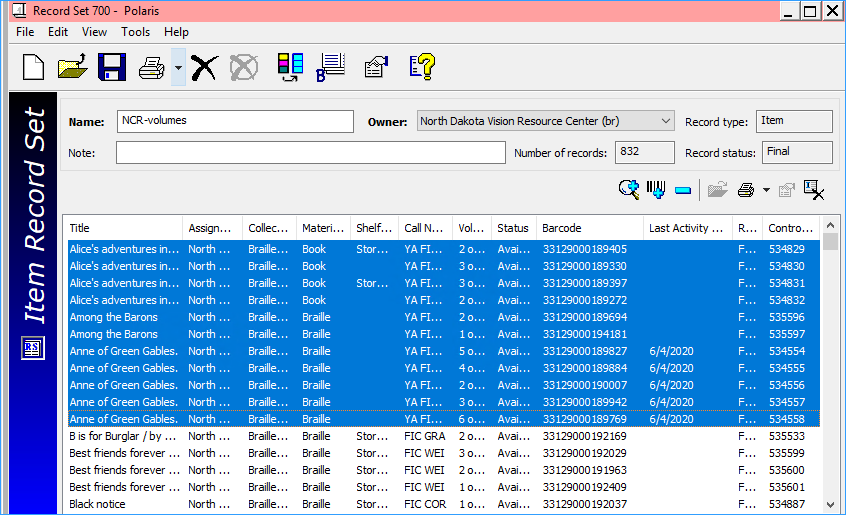 Record Set 700 - Polaris
File Edit View Tools Help
Item Record Set
Name: NCR-volumes Owner: North Dakota Vision Resource Center (br) Record type: Item
Note: Number of records: 832 Record status: Final
Title Assign... Collec... Materi... Shelf... Call N... Vol... Status Barcode Last Activity ... R... Contro...
Alice's adventures in... North ... Braille... Book Stor... YA FI... 2 o... Avai... 33129000189405 F... 534829
Alice's adventures in... North ... Braille... Book YA FI... 3 o... Avai... 33129000189330 F... 534830
Alice's adventures in... North ... Braille... Book Stor... YA FI... 3 o... Avai... 33129000189397 F... 534831
Alice's adventures in... North ... Braille... Book YA FI... 2 o... Avai... 33129000189272 F... 534832
Among the Barons North ... Braille... Braille YA FI... 2 o... Avai... 33129000189694 F... 535596
Among the Barons North ... Braille... Braille YA FI... 1 o... Avai... 33129000194181 F... 535597
Anne of Green Gables. North ... Braille... Braille YA FI... 5 o... Avai... 33129000189827 6/4/2020 F... 534554
Anne of Green Gables. North ... Braille... Braille YA FI... 4 o... Avai... 33129000189884 6/4/2020 F... 534555
Anne of Green Gables. North ... Braille... Braille YA FI... 2 o... Avai... 33129000190007 6/4/2020 F... 534556
Anne of Green Gables. North ... Braille... Braille YA FI... 3 o... Avai... 33129000189942 6/4/2020 F... 534557
Anne of Green Gables. North ... Braille... Braille YA FI... 6 o... Avai... 33129000189769 6/4/2020 F... 534558
B is for Burglar / by ... North ... Braille... Braille Stor... FIC GRA 2 o... Avai... 33129000192169 F... 535533
Best friends forever ... North ... Braille... Braille Stor... FIC WEI 3 o... Avai... 33129000192029 F... 535599
Best friends forever ... North ... Braille... Braille Stor... FIC WEI 2 o... Avai... 33129000191963 F... 535600
Best friends forever ... North ... Braille... Braille Stor... FIC WEI 1 o... Avai... 33129000192409 F... 535601
Black notice North ... Braille... Braille Stor... FIC COR 2 o... Avai... 33129000192037 F... 534887